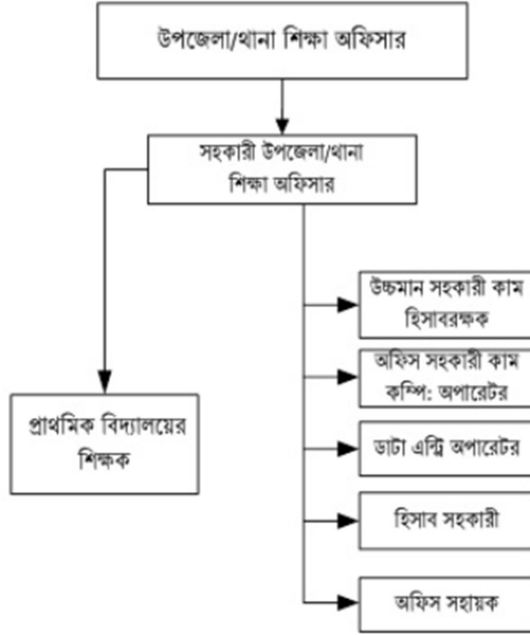 উপজেলা/থানা শিক্ষা অফিসার
সহকারী উপজেলা/থানা
শিক্ষা অফিসার
উচ্চমান সহকারী কাম
হিসাবরক্ষক
অফিস সহকারী কাম
কম্পি: অপারেটর
প্রাথমিক বিদ্যালয়ের
শিক্ষক
ডাটা এন্ট্রি অপারেটর
হিসাব সহকারী
অফিস সহায়ক